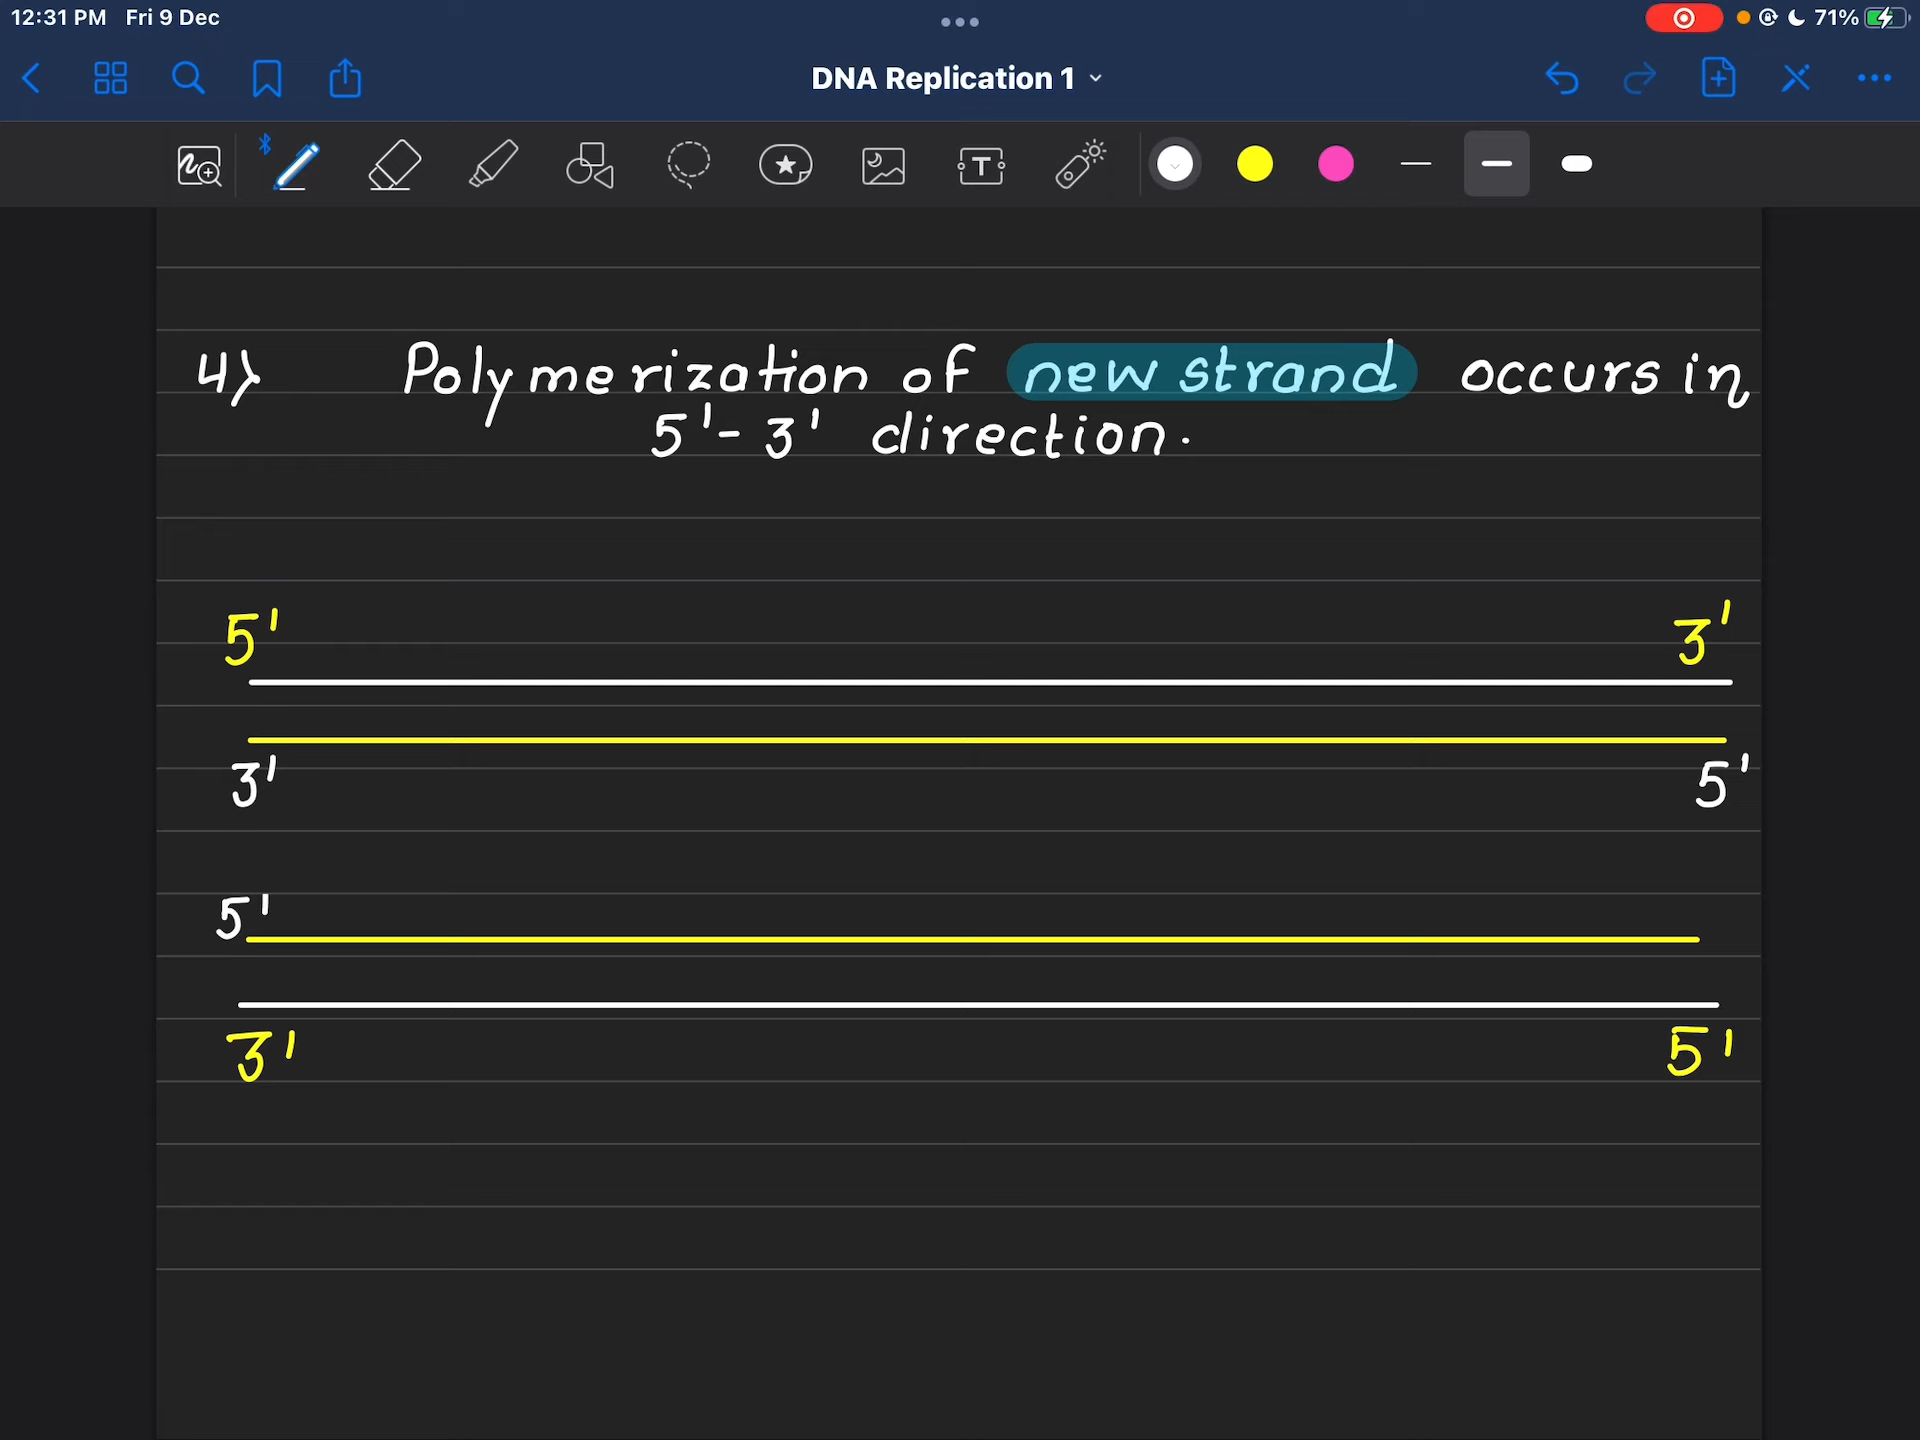 12:31 PM Fri 9 Dec
71%
DNA Replication 1
T
4) Polymerization of new strand occurs in
5'- 3' direction.
5' 3'
3' 5'
5'
3' 5'